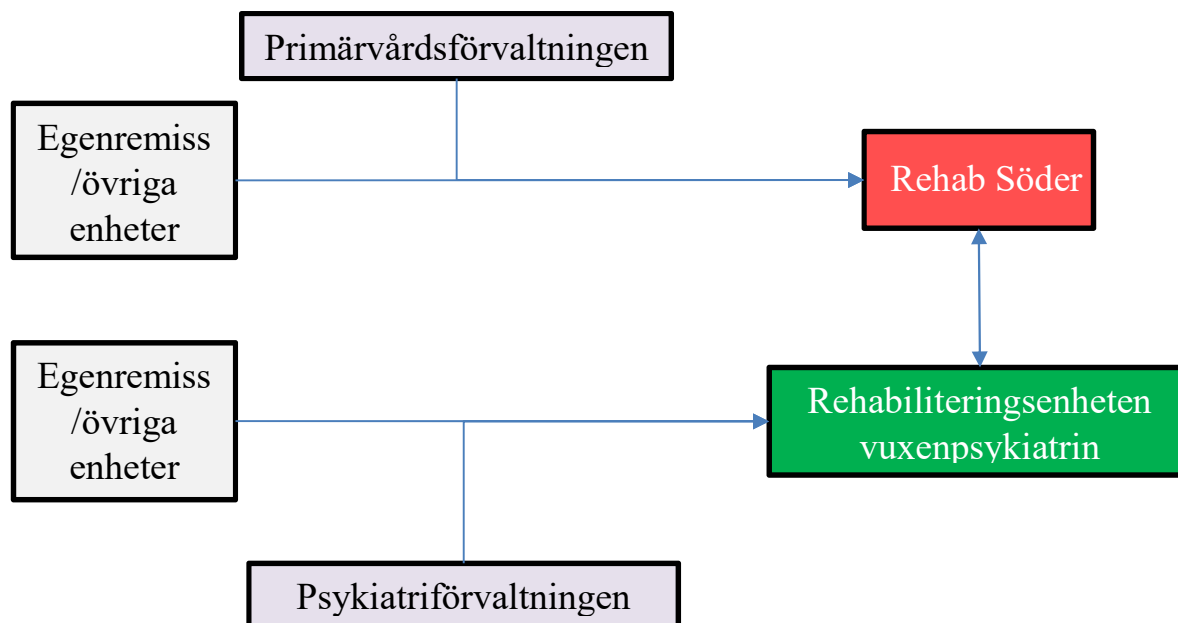 Primärvårdsförvaltningen
Egenremiss
/övriga
enheter
Rehab Söder
Egenremiss
/övriga
enheter
Rehabiliteringsenheten
vuxenpsykiatrin
Psykiatriförvaltningen